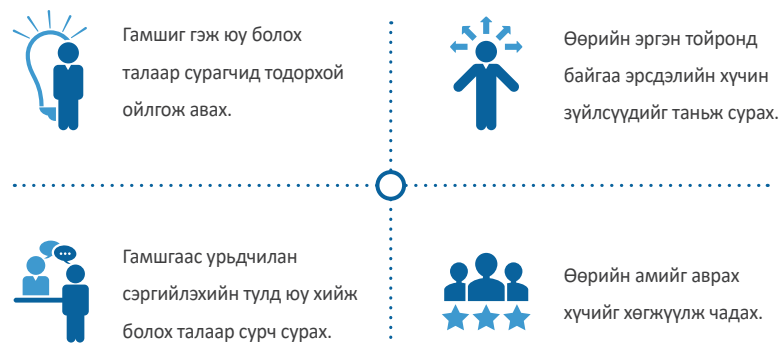 Гамшиг гэж юу болох
талаар сурагчид тодорхой
ойлгож авах.
Өөрийн эргэн тойронд
байгаа эрсдэлийн хүчин
зүйлсүүдийг таньж сурах.
Гамшгаас урьдчилан
сэргийлэхийн тулд юу хийж
болох талаар сурч сурах.
Өөрийн амийг аврах
хүчийг хөгжүүлж чадах.